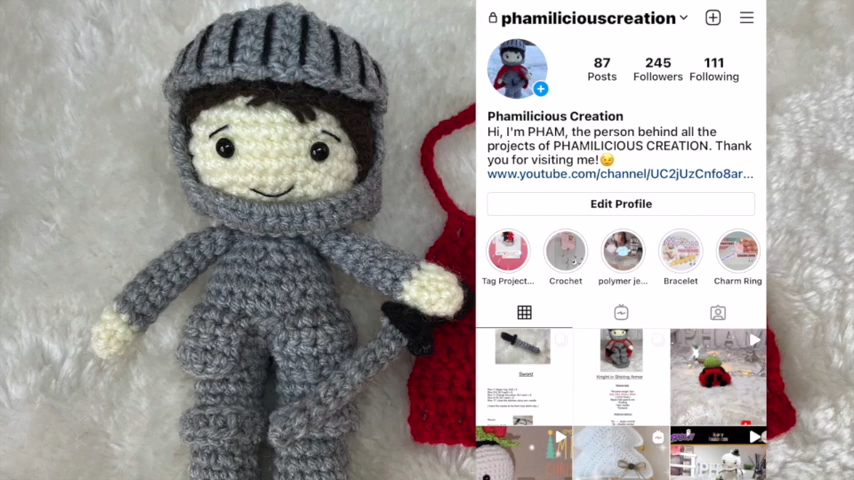 phamiliciouscreation
87
245
111
Posts
Followers
Following
Phamilicious Creation
Hi, I'm PHAM, the person behind all the
projects of PHAMILICIOUS CREATION. Thank
you for visiting me!😉
www.youtube.com/channel/UC2jUzCnfo8ar...
Edit Profile
Tag Project...
Crochet
polymer je...
Bracelet
Charm Ring
Sword
Knight in Shining Armor